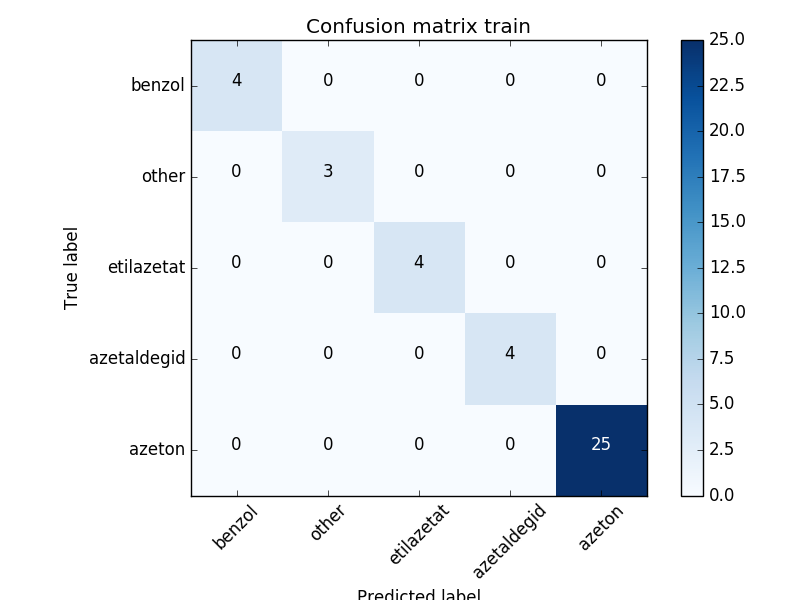 Confusion matrix train
benzol 4 0 0 0 0
other 0 3 0 0 0
etilazetat 0 0 4 0 0
azetaldegid 0 0 0 4 0
azeton 0 0 0 0 25
True label
benzol other etilazetat azetaldegid azeton
Predicted label
25.0
22.5
20.0
17.5
15.0
12.5
10.0
7.5
5.0
2.5
0.0